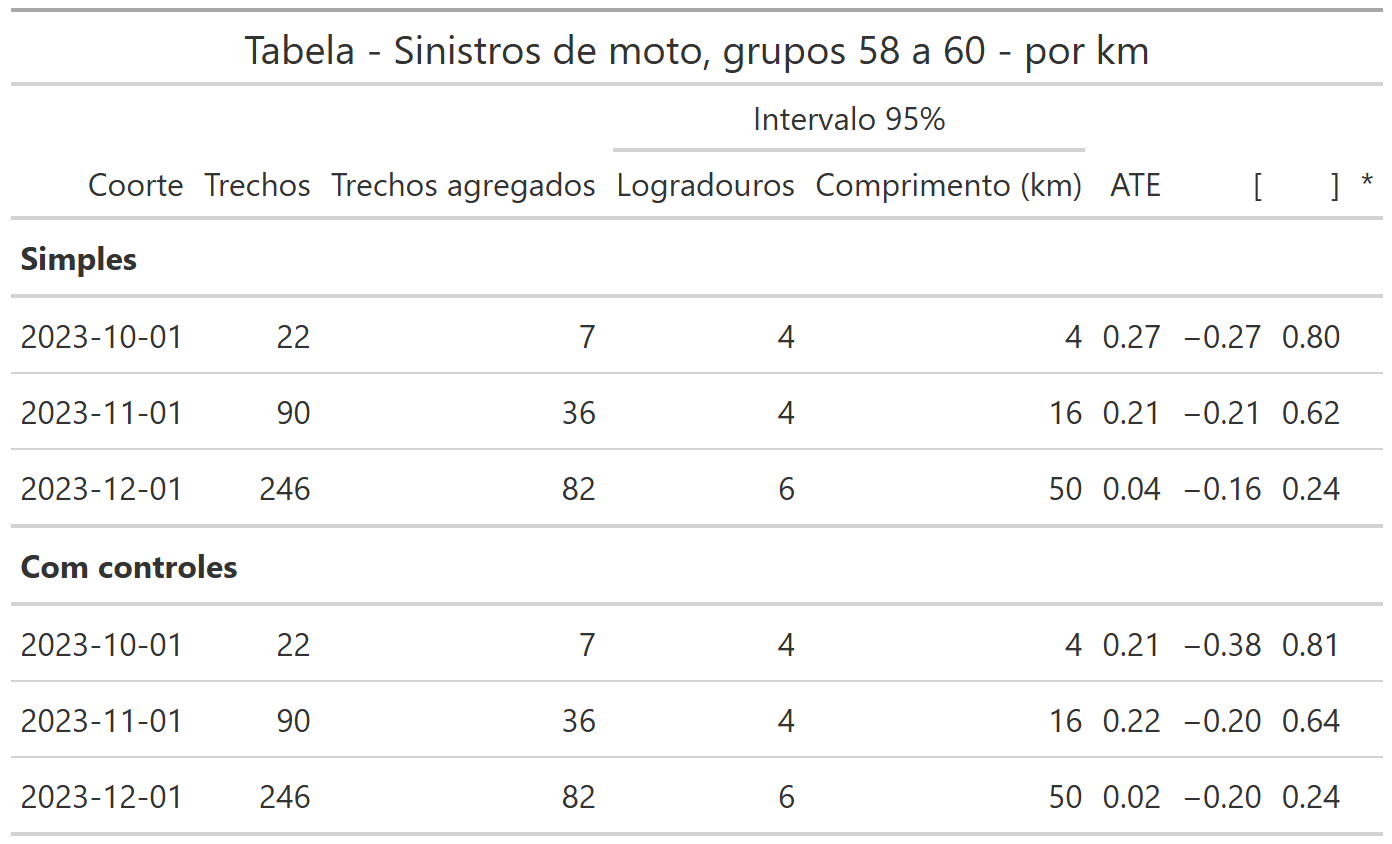 Tabela - Sinistros de moto, grupos 58 a 60 - por km
Intervalo 95%
Coorte Trechos Trechos agregados Logradouros Comprimento (km) ATE [ ] *
Simples
2023-10-01 22 7 4 4 0.27 −0.27 0.80
2023-11-01 90 36 4 16 0.21 −0.21 0.62
2023-12-01 246 82 6 50 0.04 −0.16 0.24
Com controles
2023-10-01 22 7 4 4 0.21 −0.38 0.81
2023-11-01 90 36 4 16 0.22 −0.20 0.64
2023-12-01 246 82 6 50 0.02 −0.20 0.24